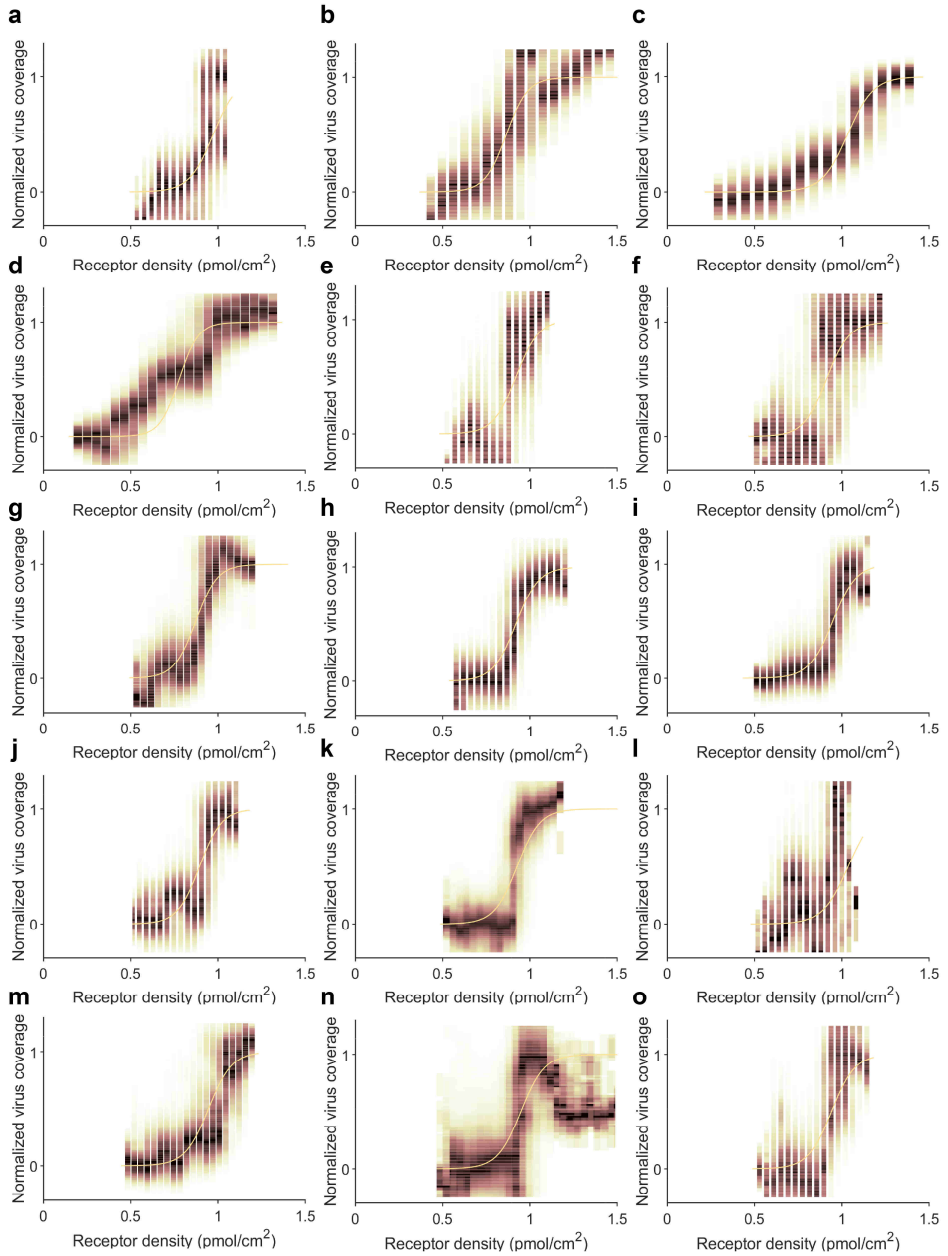 a b c
Normalized virus coverage Normalized virus coverage Normalized virus coverage
1 1 1
0 0 0
0 0.5 1 1.5 0 0.5 1 1.5 0 0.5 1 1.5
Receptor density (pmol/cm²) Receptor density (pmol/cm²) Receptor density (pmol/cm²)
d e f
Normalized virus coverage Normalized virus coverage Normalized virus coverage
1 1 1
0 0 0
0 0.5 1 1.5 0 0.5 1 1.5 0 0.5 1 1.5
Receptor density (pmol/cm²) Receptor density (pmol/cm²) Receptor density (pmol/cm²)
g h i
Normalized virus coverage Normalized virus coverage Normalized virus coverage
1 1 1
0 0 0
0 0.5 1 1.5 0 0.5 1 1.5 0 0.5 1 1.5
Receptor density (pmol/cm²) Receptor density (pmol/cm²) Receptor density (pmol/cm²)
j k l
Normalized virus coverage Normalized virus coverage Normalized virus coverage
1 1 1
0 0 0
0 0.5 1 1.5 0 0.5 1 1.5 0 0.5 1 1.5
Receptor density (pmol/cm²) Receptor density (pmol/cm²) Receptor density (pmol/cm²)
m n o
Normalized virus coverage Normalized virus coverage Normalized virus coverage
1 1 1
0 0 0
0 0.5 1 1.5 0 0.5 1 1.5 0 0.5 1 1.5
Receptor density (pmol/cm²) Receptor density (pmol/cm²) Receptor density (pmol/cm²)